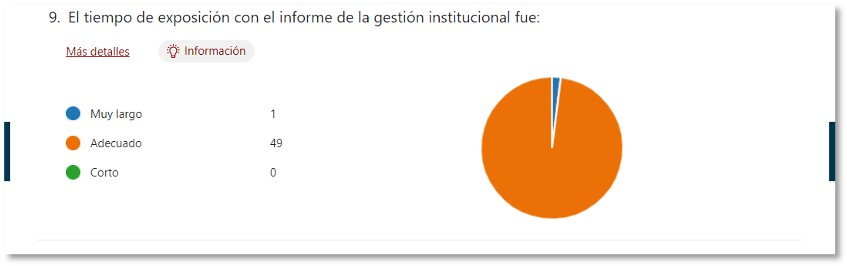 9. El tiempo de exposición con el informe de la gestión institucional fue:
Más detalles Información
Muy largo 1
Adecuado 49
Corto 0